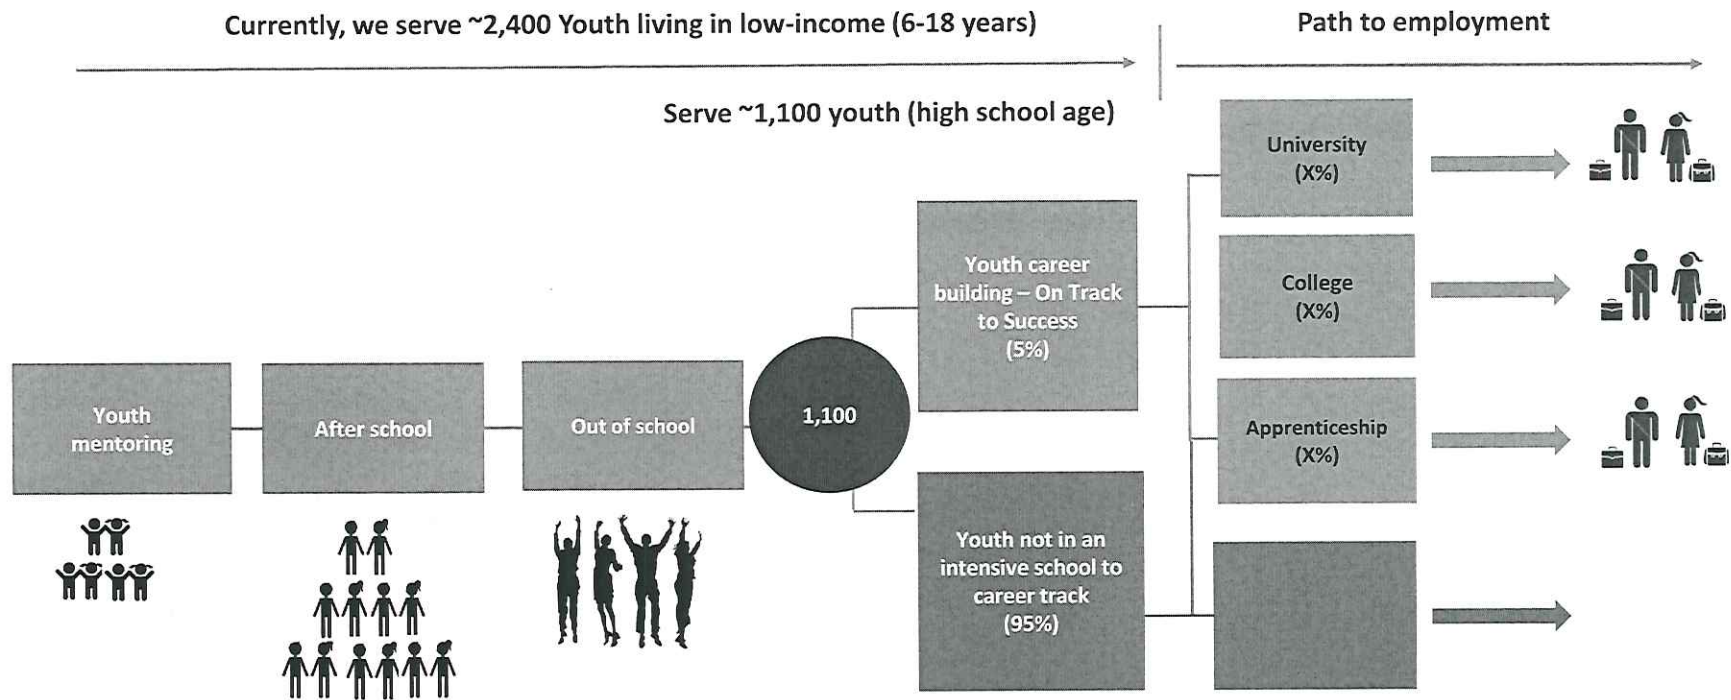 Currently, we serve ~2,400 Youth living in low-income (6-18 years)
Path to employment
Serve ~1,100 youth (high school age)
Youth
mentoring
After school
Out of school
1,100
Youth career
building – On Track
to Success
(5%)
Youth not in an
intensive school to
career track
(95%)
University
(X%)
College
(X%)
Apprenticeship
(X%)